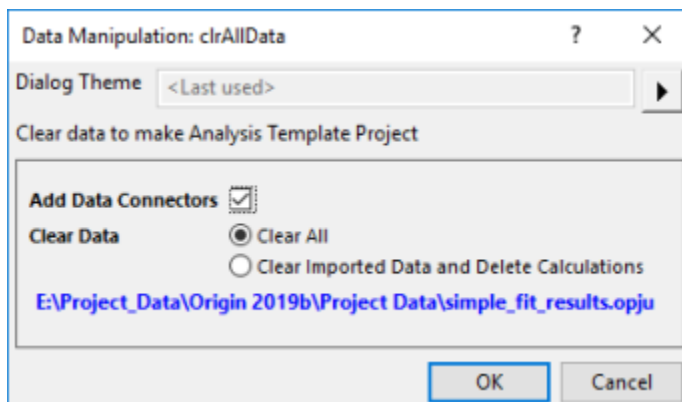 Data Manipulation: clrAllData ?
Dialog Theme <Last used>
Clear data to make Analysis Template Project
Add Data Connectors
Clear Data Clear All
Clear Imported Data and Delete Calculations
E:\Project_Data\Origin 2019b\Project Data\simple_fit_results.opju
OK Cancel